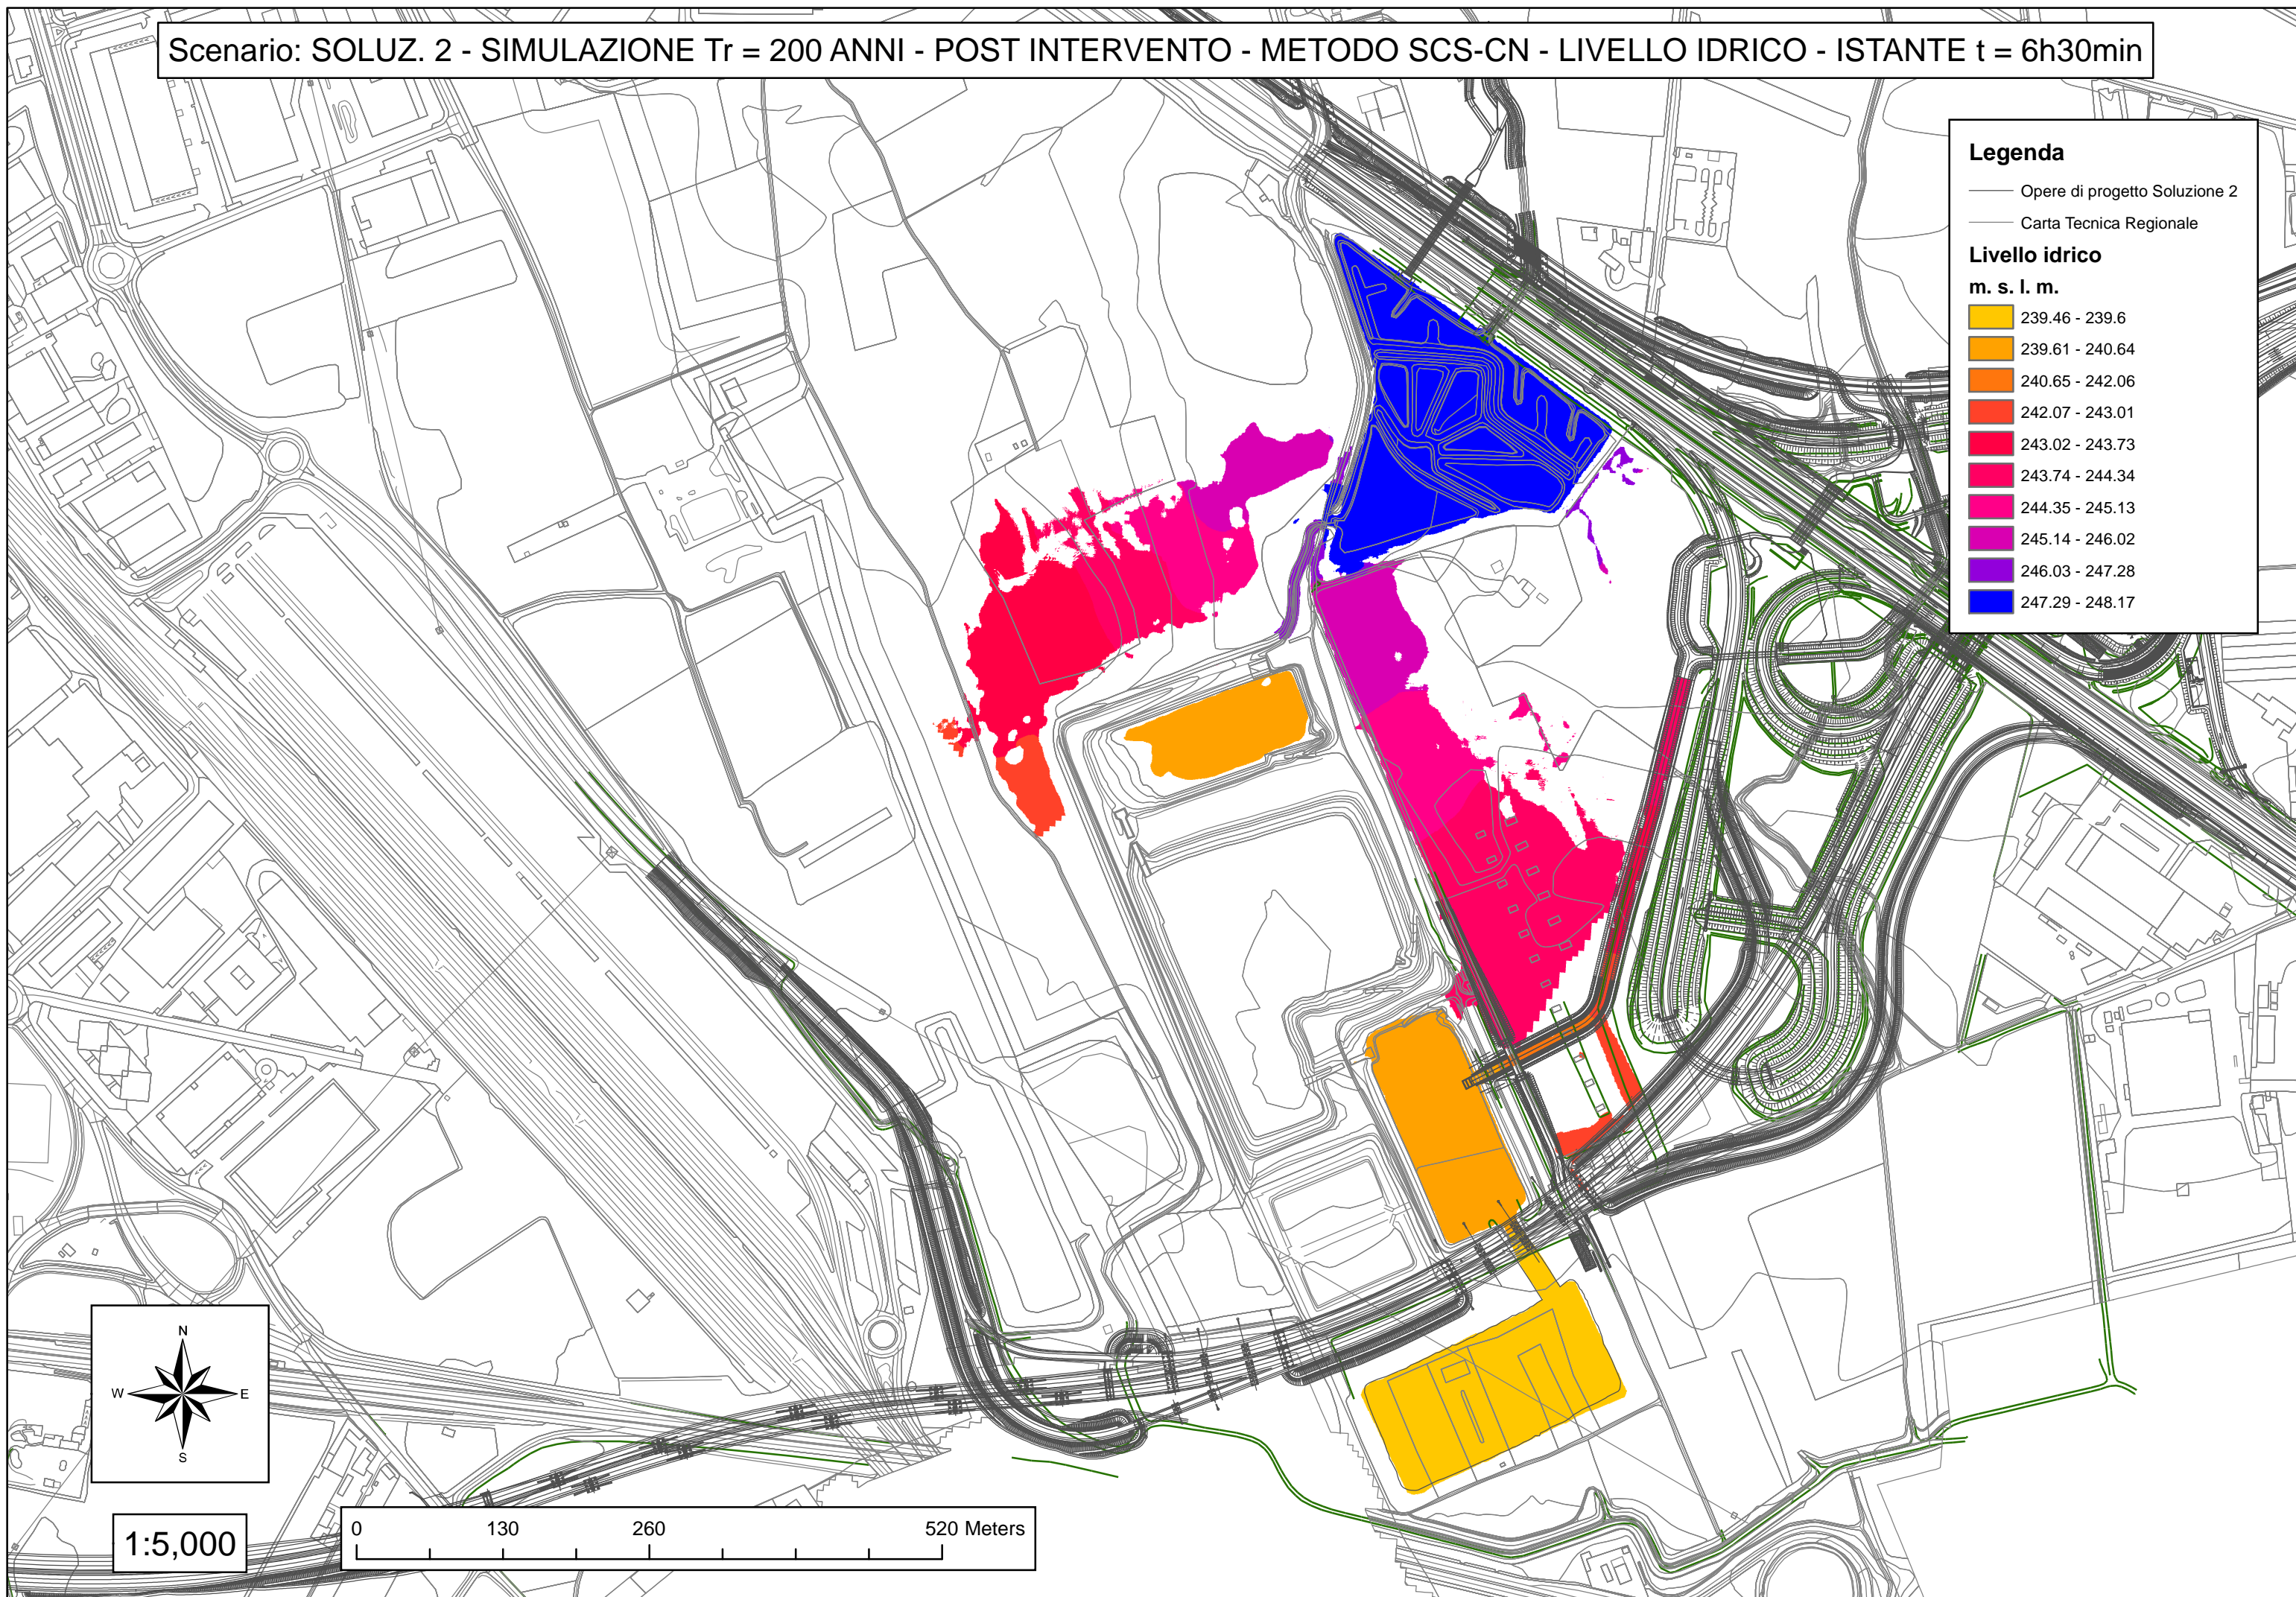 Scenario: SOLUZ. 2 - SIMULAZIONE Tr = 200 ANNI - POST INTERVENTO - METODO SCS-CN - LIVELLO IDRICO - ISTANTE t = 6h30min
Legenda
Opere di progetto Soluzione 2
Carta Tecnica Regionale
Livello idrico
m. s. l. m.
239.46 - 239.6
239.61 - 240.64
240.65 - 242.06
242.07 - 243.01
243.02 - 243.73
243.74 - 244.34
244.35 - 245.13
245.14 - 246.02
246.03 - 247.28
247.29 - 248.17
N
W E
S
1:5,000
0 130 260 520 Meters